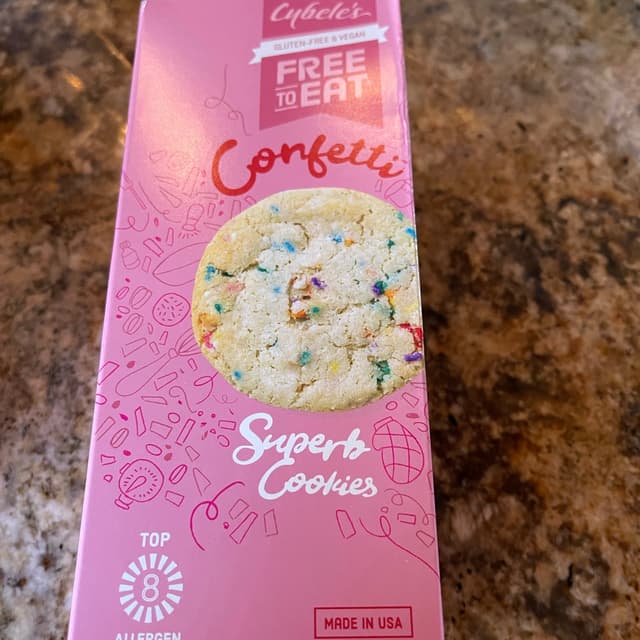 Cybele's
GLUTEN-FREE & VEGAN
FREE
TO EAT
Confetti
Superb
Cookies
TOP
8
ALLERGEN
MADE IN USA